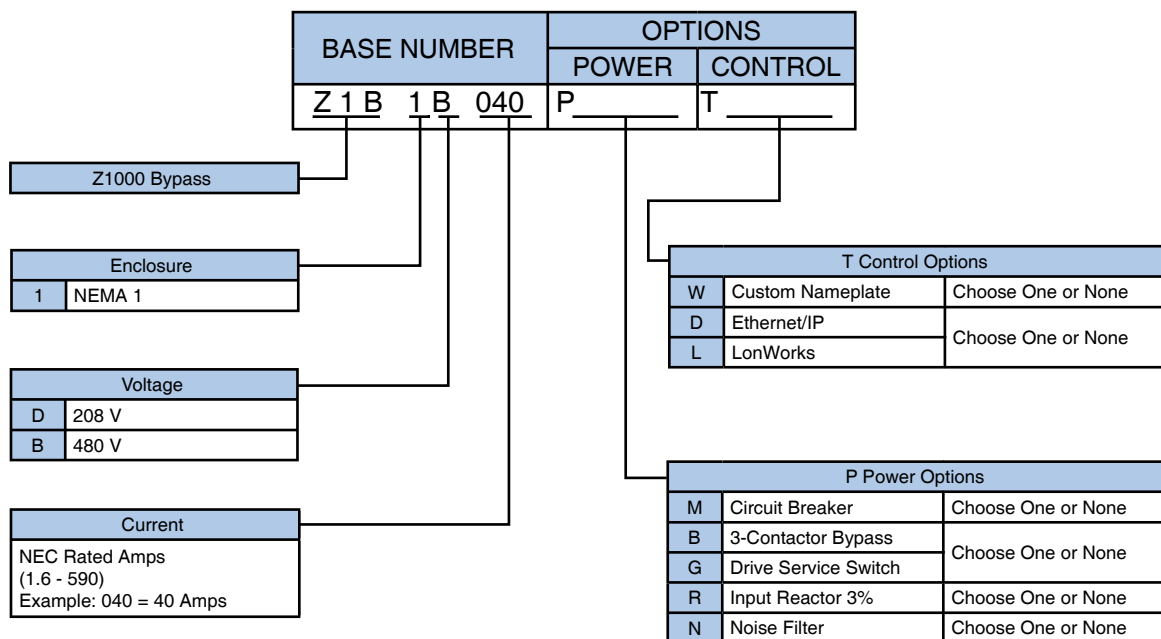 BASE NUMBER
OPTIONS
POWER
CONTROL
Z 1 B 1 B 040
P
T
Z1000 Bypass
Enclosure
1 NEMA 1
Voltage
D 208 V
B 480 V
Current
NEC Rated Amps
(1.6 - 590)
Example: 040 = 40 Amps
T Control Options
W Custom Nameplate Choose One or None
D Ethernet/IP
Choose One or None
L LonWorks
P Power Options
M Circuit Breaker Choose One or None
B 3-Contactor Bypass
Choose One or None
G Drive Service Switch
R Input Reactor 3% Choose One or None
N Noise Filter Choose One or None